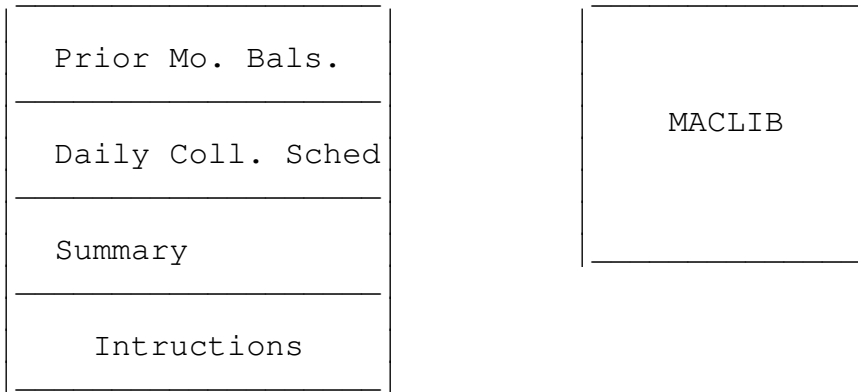 Prior Mo. Bals.
MACLIB
Daily Coll. Sched
Summary
Intructions